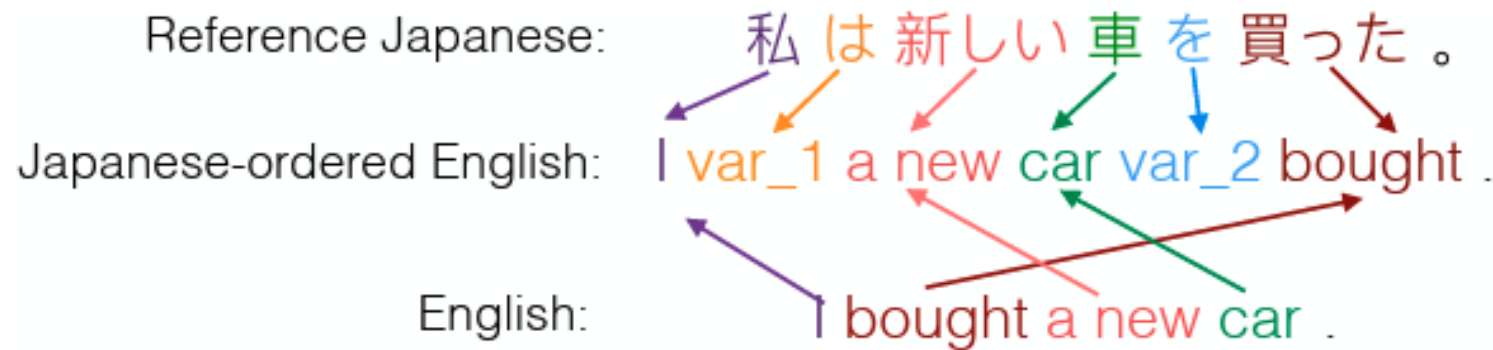 Reference Japanese: 私 は 新しい 車 を 買った 。
Japanese-ordered English: I var_1 a new car var_2 bought .
English: I bought a new car .